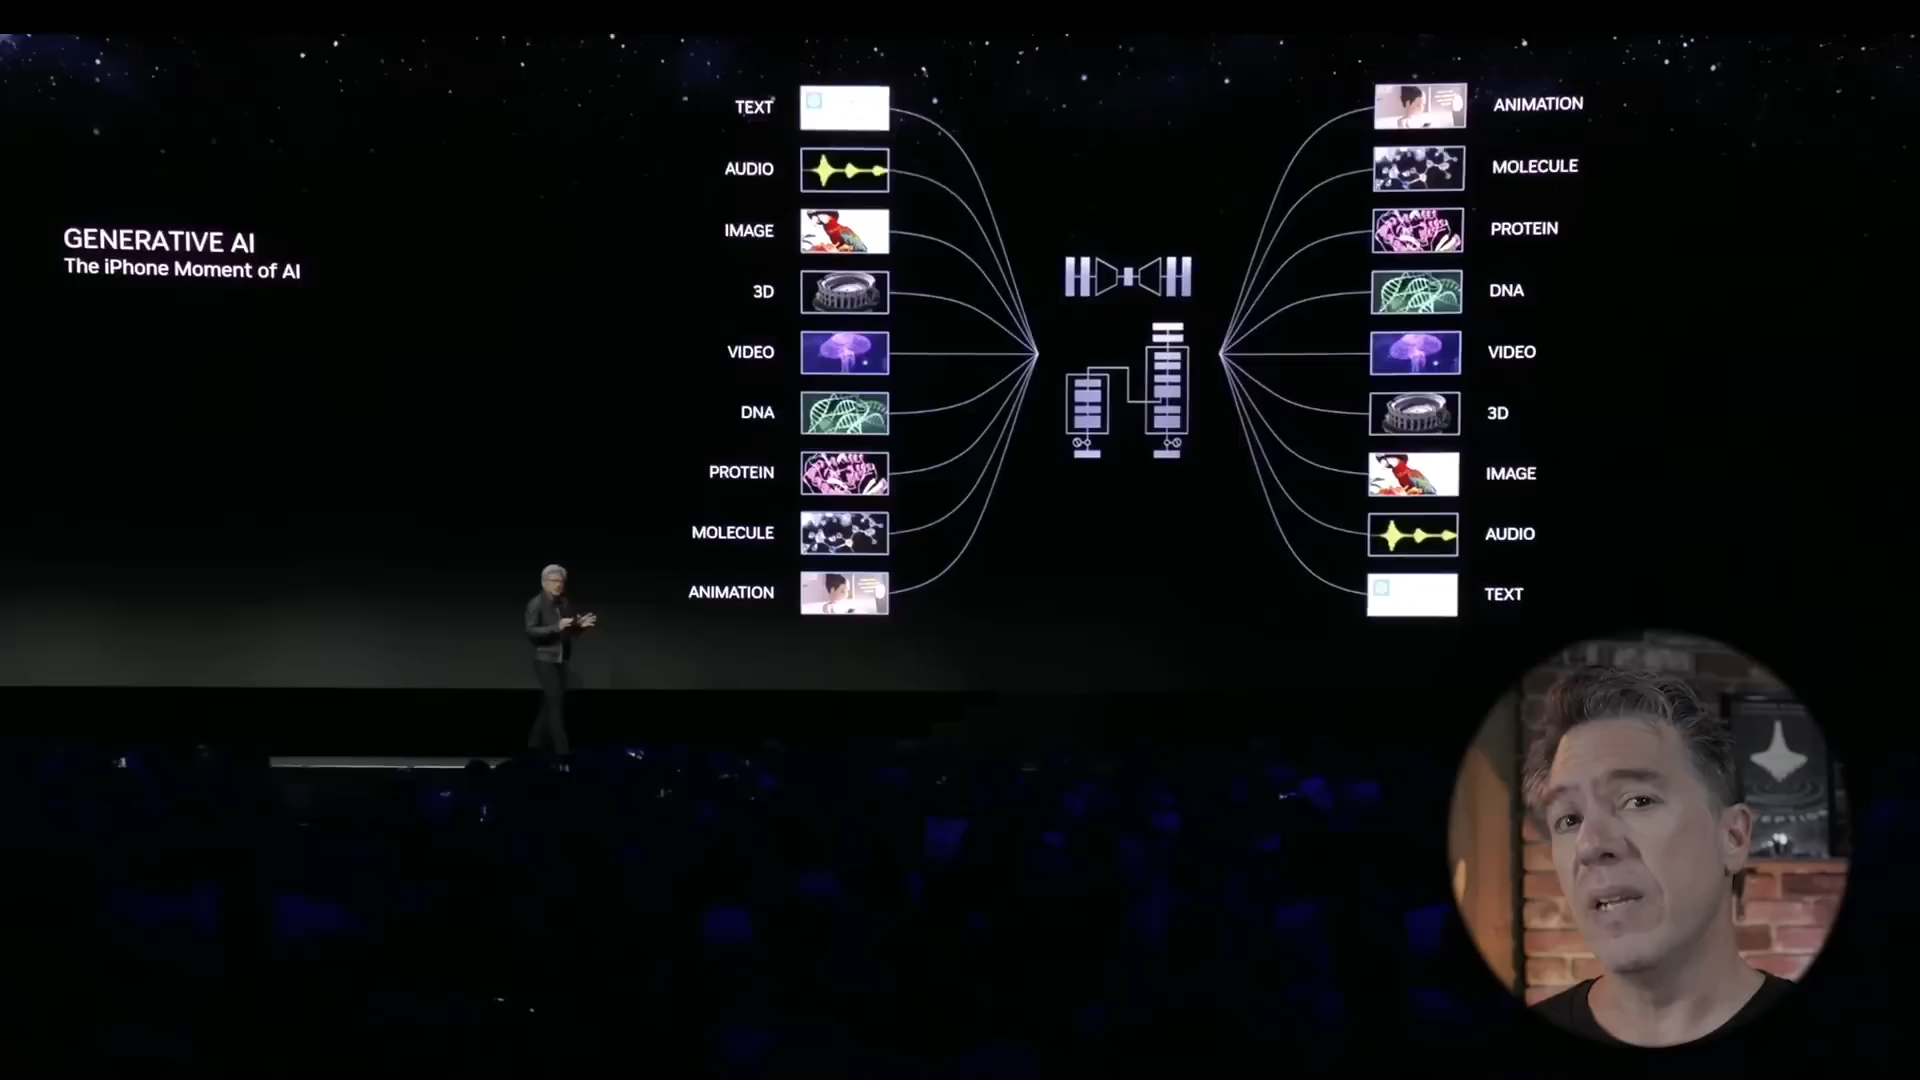 GENERATIVE AI
The iPhone Moment of AI
TEXT
AUDIO
IMAGE
3D
VIDEO
DNA
PROTEIN
MOLECULE
ANIMATION
ANIMATION
MOLECULE
PROTEIN
DNA
VIDEO
3D
IMAGE
AUDIO
TEXT